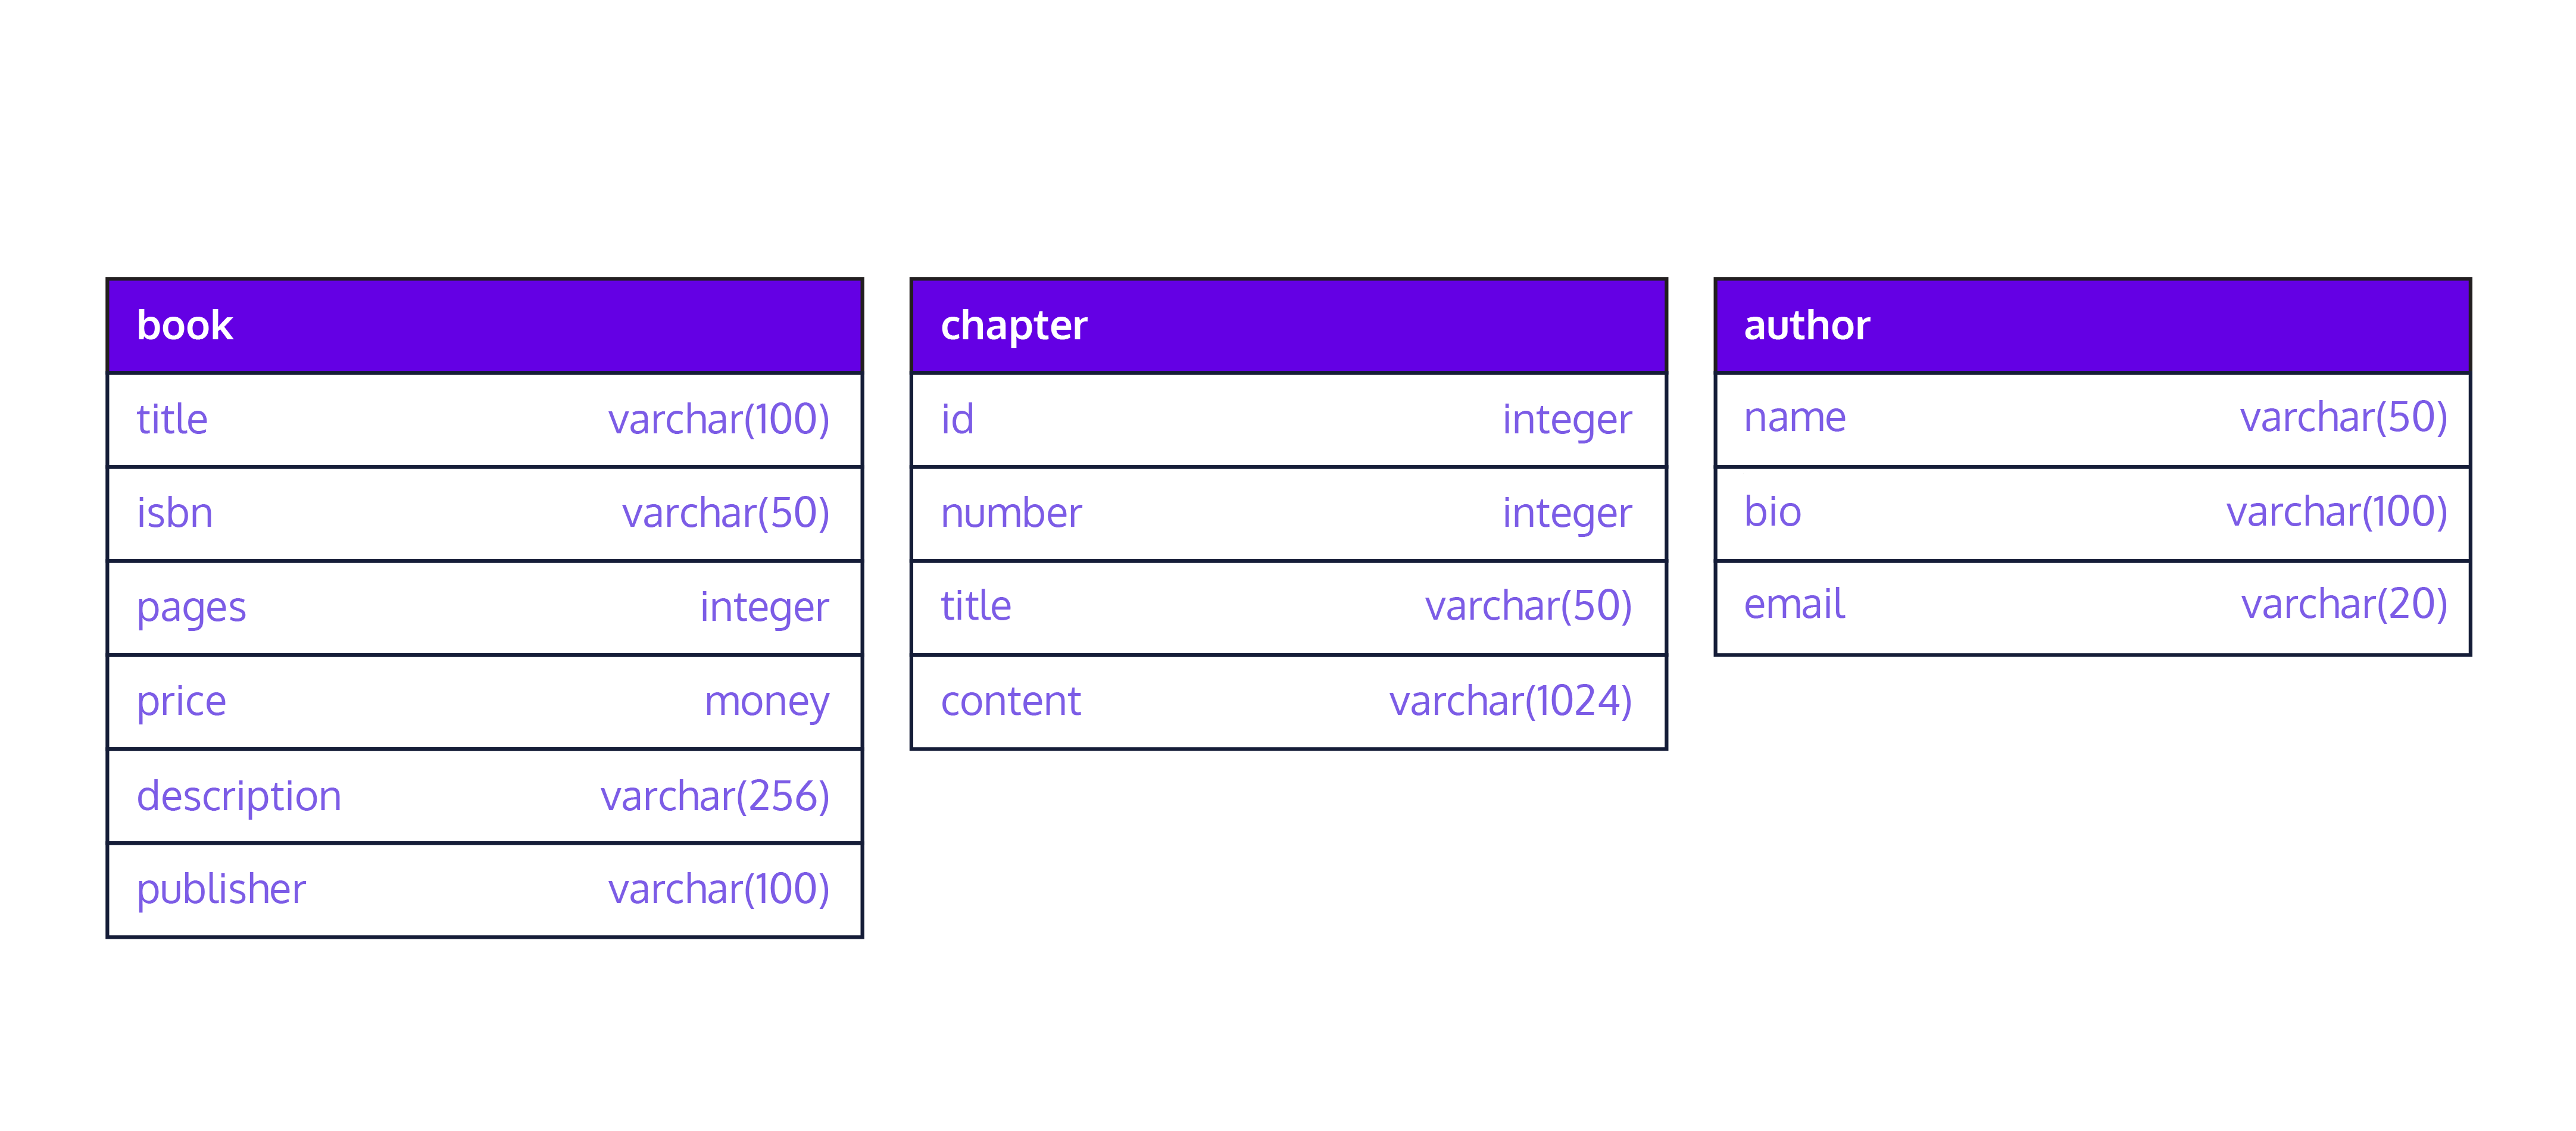 book
title varchar(100)
isbn varchar(50)
pages integer
price money
description varchar(256)
publisher varchar(100)
chapter
id integer
number integer
title varchar(50)
content varchar(1024)
author
name varchar(50)
bio varchar(100)
email varchar(20)